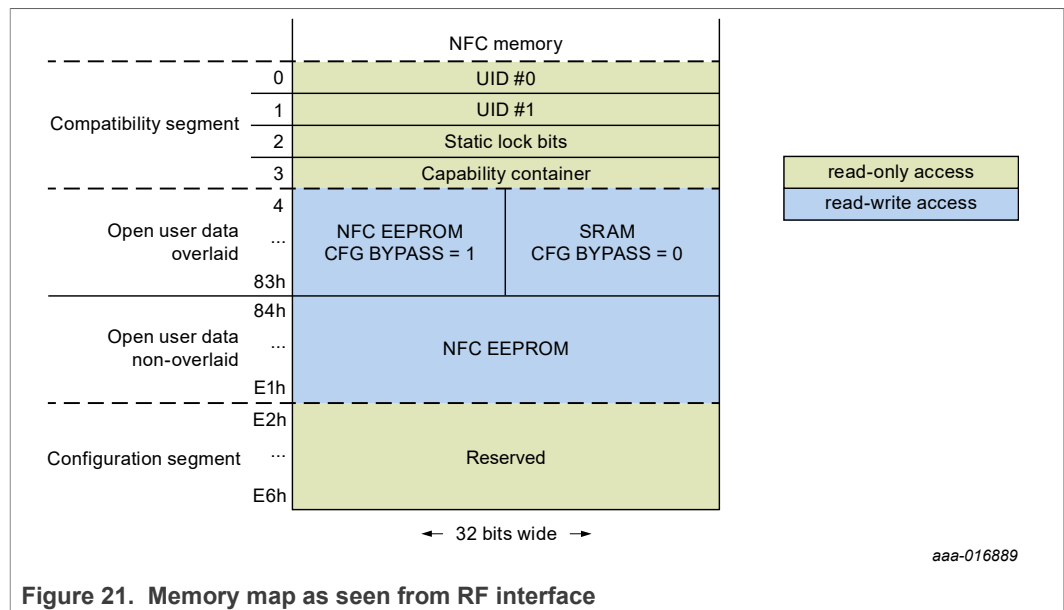 NFC memory
0
UID #0
1
UID #1
Compatibility segment
2
Static lock bits
3
Capability container
read-only access
read-write access
4
Open user data
overlaid
...
83h
NFC EEPROM
CFG BYPASS = 1
SRAM
CFG BYPASS = 0
84h
Open user data
non-overlaid
...
E1h
NFC EEPROM
E2h
Configuration segment
...
E6h
Reserved
← 32 bits wide →
aaa-016889
Figure 21. Memory map as seen from RF interface